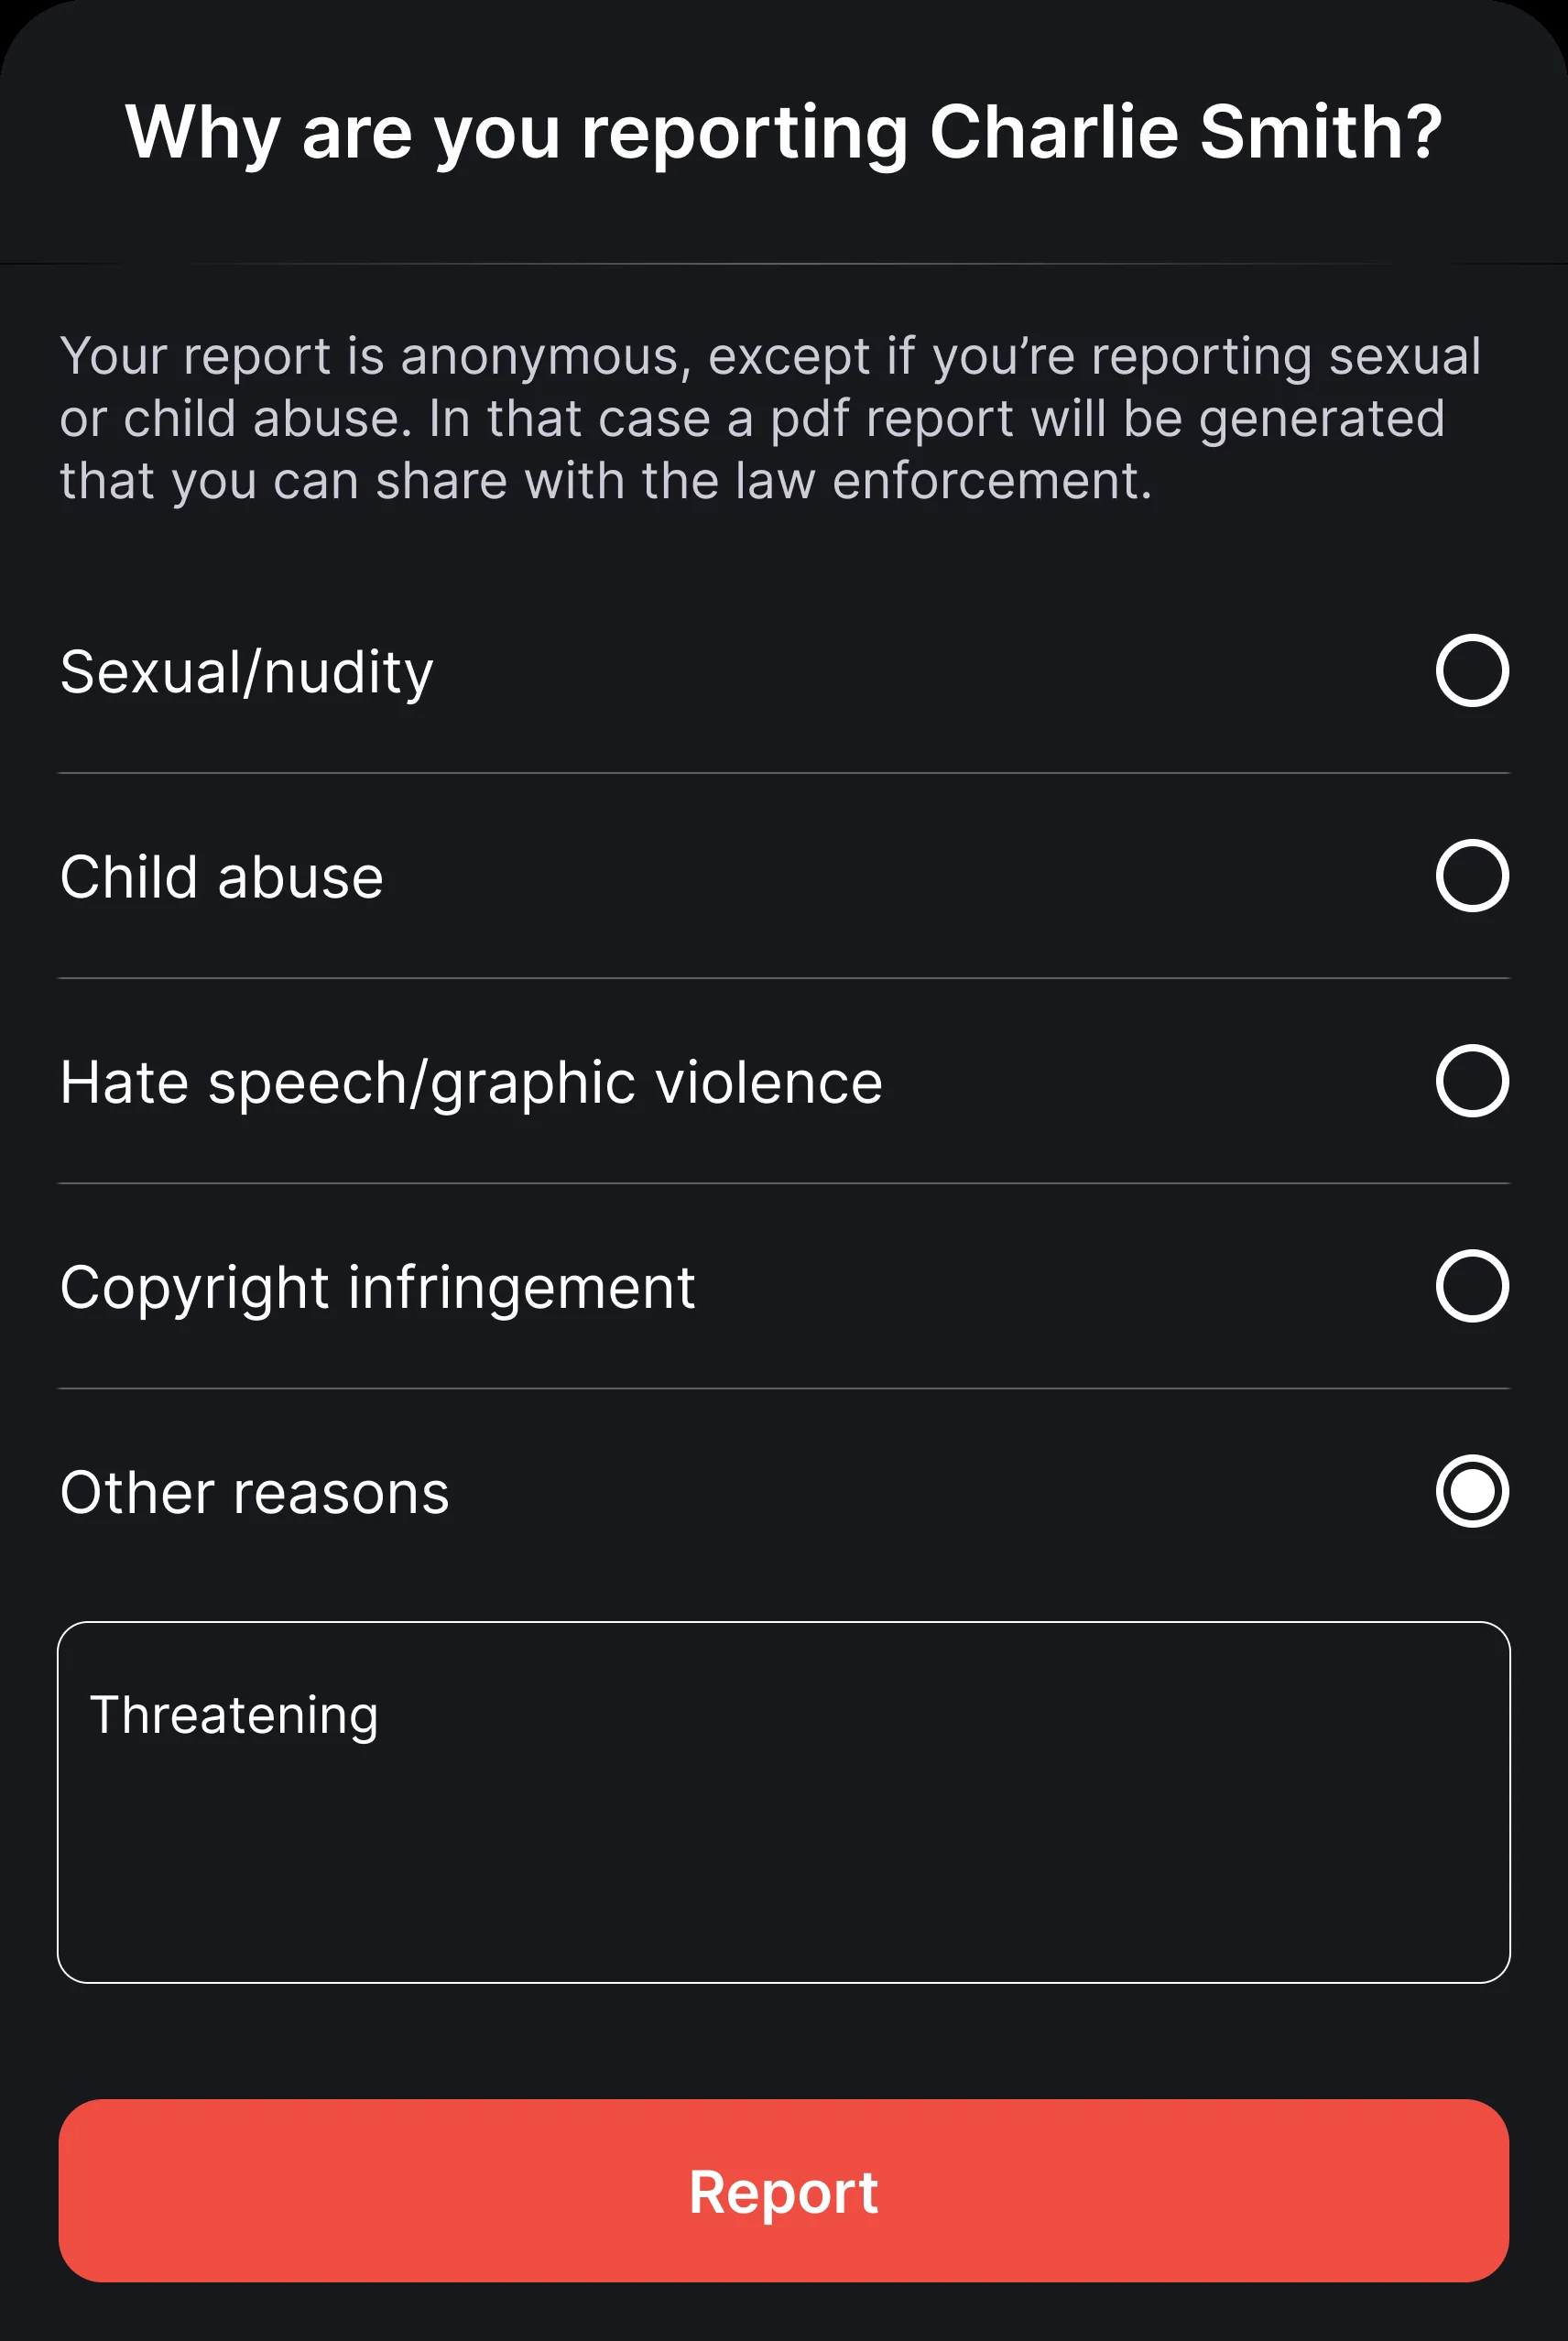 Why are you reporting Charlie Smith?
Your report is anonymous, except if you’re reporting sexual
or child abuse. In that case a pdf report will be generated
that you can share with the law enforcement.
Sexual/nudity
Child abuse
Hate speech/graphic violence
Copyright infringement
Other reasons
Threatening
Report